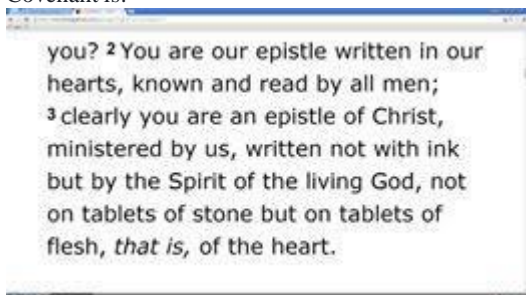 Covenant is:
you? 2 You are our epistle written in our
hearts, known and read by all men;
3 clearly you are an epistle of Christ,
ministered by us, written not with ink
but by the Spirit of the living God, not
on tablets of stone but on tablets of
flesh, that is, of the heart.